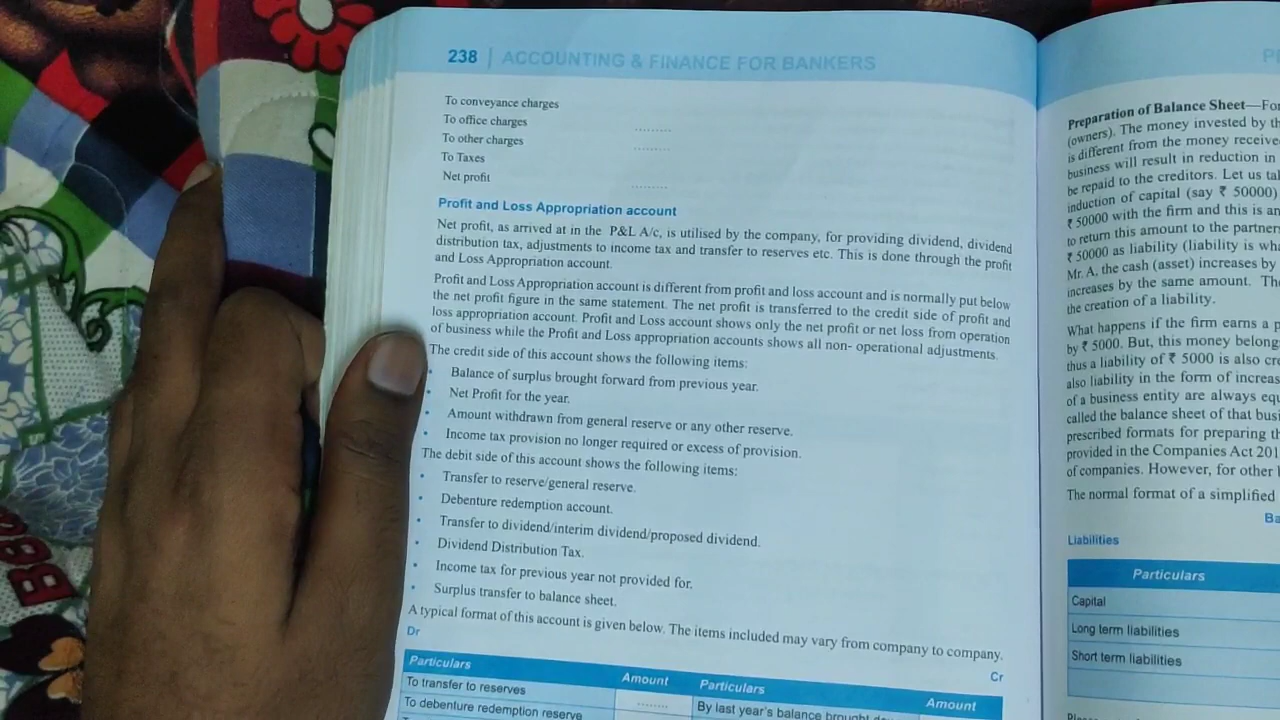 238 | ACCOUNTING & FINANCE FOR BANKERS
To conveyance charges
To office charges .........
To other charges .........
To Taxes
Net profit .........
Profit and Loss Appropriation account
Net profit, as arrived at in the P&L A/c, is utilised by the company, for providing dividend, dividend
distribution tax, adjustments to income tax and transfer to reserves etc. This is done through the profit
and Loss Appropriation account.
Profit and Loss Appropriation account is different from profit and loss account and is normally put below
the net profit figure in the same statement. The net profit is transferred to the credit side of profit and
loss appropriation account. Profit and Loss account shows only the net profit or net loss from operation
of business while the Profit and Loss appropriation accounts shows all non- operational adjustments.
The credit side of this account shows the following items:
• Balance of surplus brought forward from previous year.
• Net Profit for the year.
• Amount withdrawn from general reserve or any other reserve.
• Income tax provision no longer required or excess of provision.
The debit side of this account shows the following items:
• Transfer to reserve/general reserve.
• Debenture redemption account.
• Transfer to dividend/interim dividend/proposed dividend.
• Dividend Distribution Tax.
• Income tax for previous year not provided for.
• Surplus transfer to balance sheet.
A typical format of this account is given below. The items included may vary from company to company.
Dr Cr
Particulars Amount Particulars Amount
To transfer to reserves ........ By last year's balance brought
To debenture redemption reserve
Preparation of Balance Sheet—For
(owners). The money invested by
is different from the money receive
business will result in reduction in
be repaid to the creditors. Let us
induction of capital (say ₹ 50000)
₹ 50000 with the firm and this is
to return this amount to the partner
₹ 50000 as liability (liability is
Mr. A, the cash (asset) increases by
increases by the same amount.
the creation of a liability.
What happens if the firm earns a
by ₹ 5000. But, this money belong
thus a liability of ₹ 5000 is also
also liability in the form of
of a business entity are always
called the balance sheet of that
prescribed formats for preparing
provided in the Companies Act 201
of companies. However, for other
The normal format of a simplified
Ba
Liabilities
Particulars
Capital
Long term liabilities
Short term liabilities
BBO